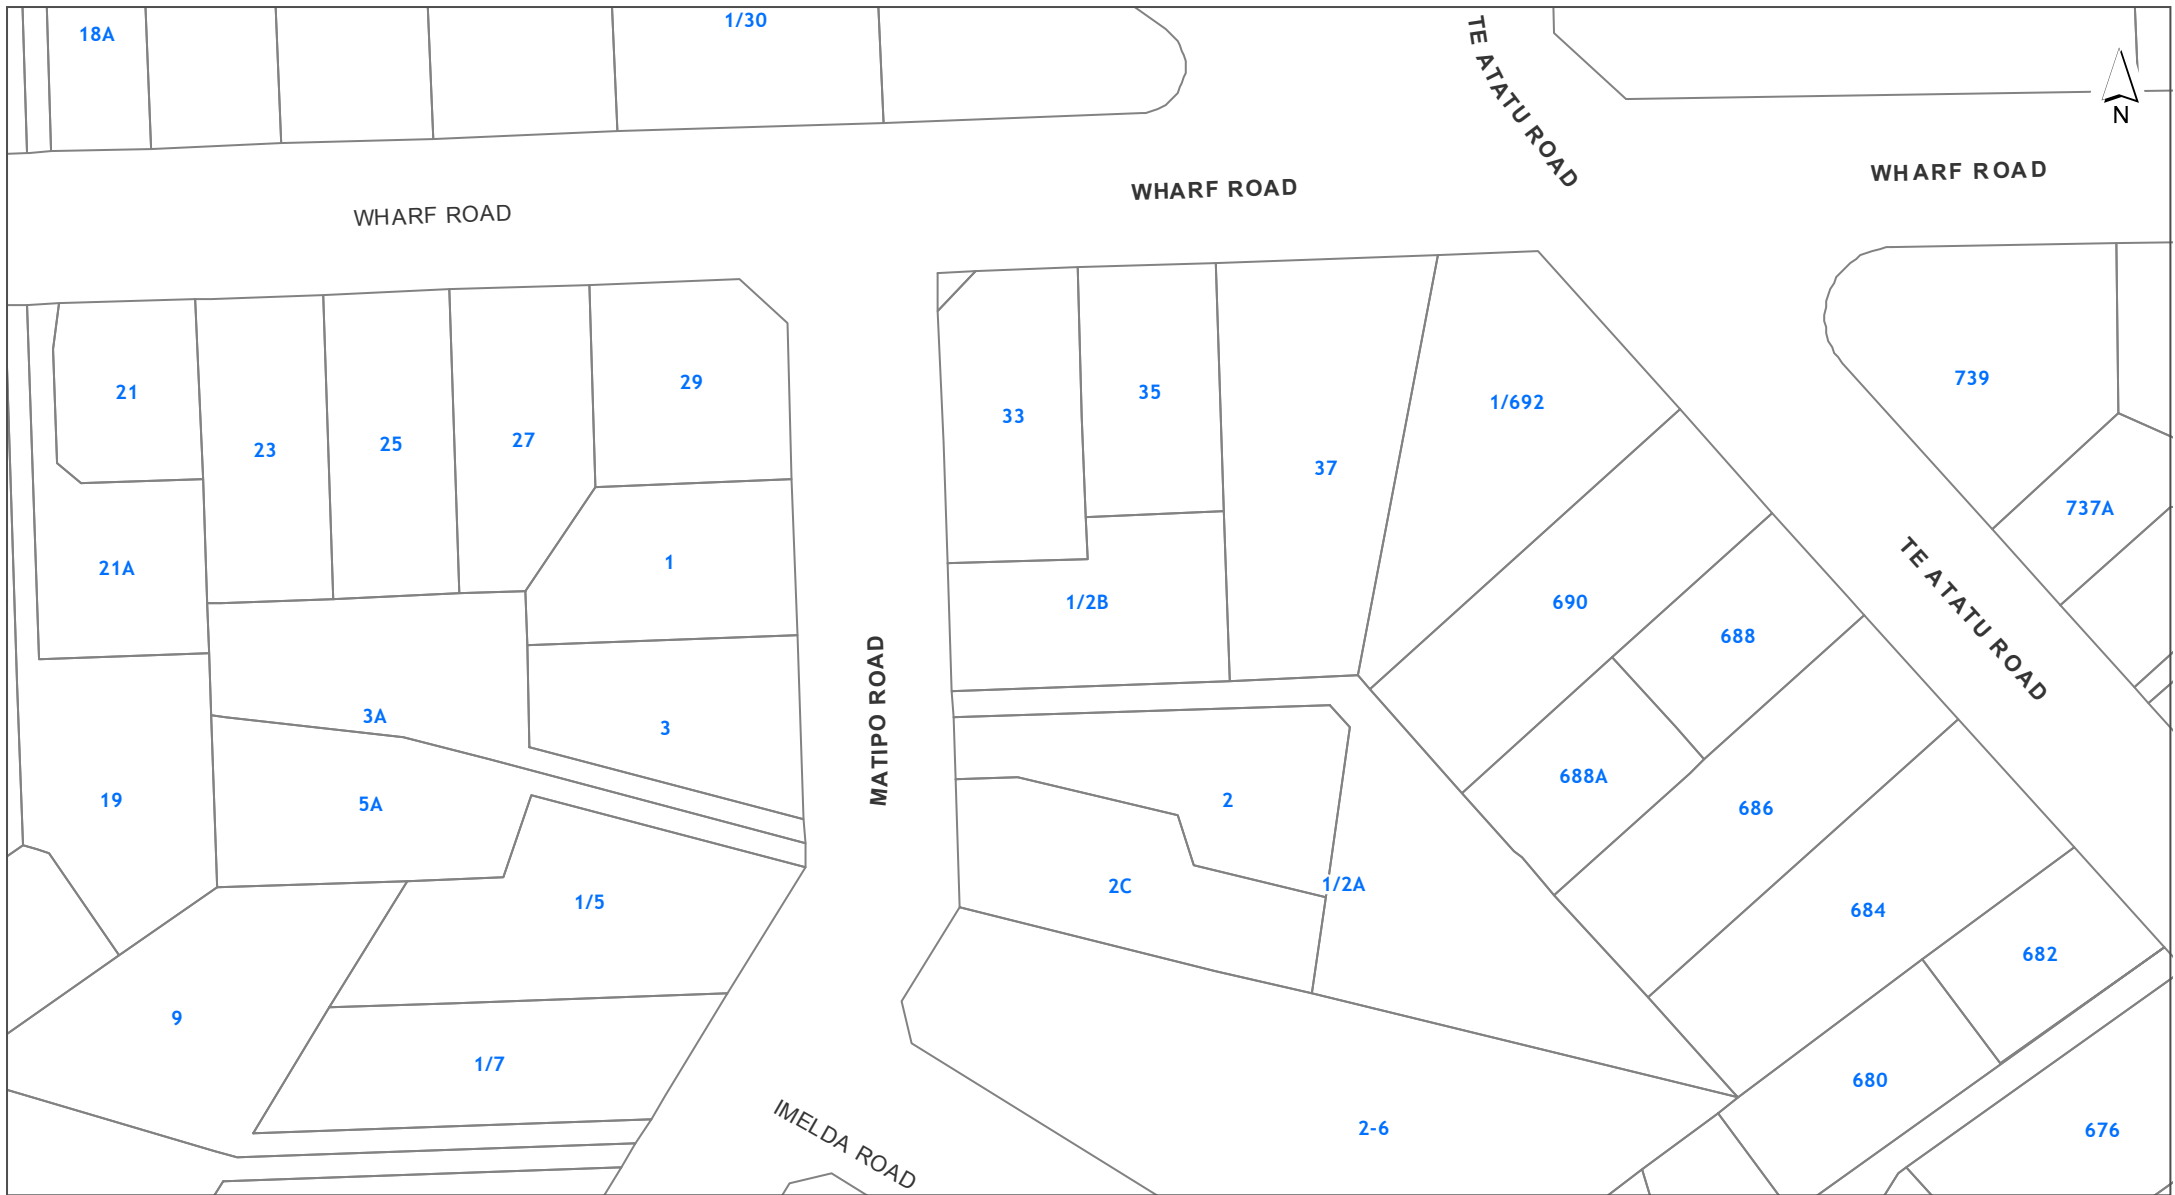 18A
1/30
TE ATATU ROAD
N
WHARF ROAD
WHARF ROAD
WHARF ROAD
21
23
25
27
29
33
35
37
1/692
739
737A
21A
1
1/2B
690
688
TE ATATU ROAD
3A
3
MATIPO ROAD
19
5A
2
688A
686
1/5
2C
1/2A
684
682
9
1/7
IMELDA ROAD
2-6
680
676